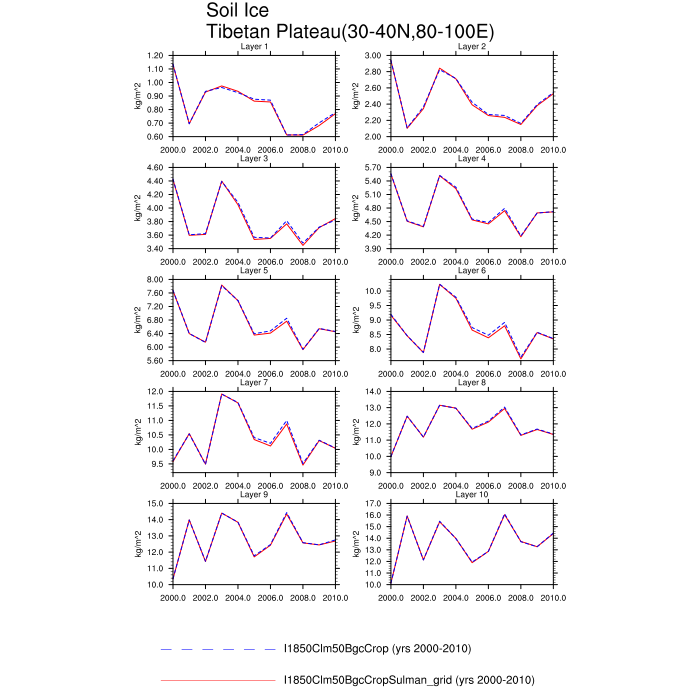 Soil Ice
Tibetan Plateau(30-40N,80-100E)
Layer 1
Layer 2
1.20
1.10
1.00
0.90
0.80
0.70
0.60
kg/m^2
2000.0 2002.0 2004.0 2006.0 2008.0 2010.0
3.00
2.80
2.60
2.40
2.20
2.00
kg/m^2
2000.0 2002.0 2004.0 2006.0 2008.0 2010.0
Layer 3
Layer 4
4.60
4.40
4.20
4.00
3.80
3.60
3.40
kg/m^2
2000.0 2002.0 2004.0 2006.0 2008.0 2010.0
5.70
5.40
5.10
4.80
4.50
4.20
3.90
kg/m^2
2000.0 2002.0 2004.0 2006.0 2008.0 2010.0
Layer 5
Layer 6
8.00
7.60
7.20
6.80
6.40
6.00
5.60
kg/m^2
2000.0 2002.0 2004.0 2006.0 2008.0 2010.0
10.0
9.5
9.0
8.5
8.0
kg/m^2
2000.0 2002.0 2004.0 2006.0 2008.0 2010.0
Layer 7
Layer 8
12.0
11.5
11.0
10.5
10.0
9.5
kg/m^2
2000.0 2002.0 2004.0 2006.0 2008.0 2010.0
14.0
13.0
12.0
11.0
10.0
9.0
kg/m^2
2000.0 2002.0 2004.0 2006.0 2008.0 2010.0
Layer 9
Layer 10
15.0
14.0
13.0
12.0
11.0
10.0
kg/m^2
2000.0 2002.0 2004.0 2006.0 2008.0 2010.0
17.0
16.0
15.0
14.0
13.0
12.0
11.0
10.0
kg/m^2
2000.0 2002.0 2004.0 2006.0 2008.0 2010.0
I1850Clm50BgcCrop (yrs 2000-2010)
I1850Clm50BgcCropSulman_grid (yrs 2000-2010)